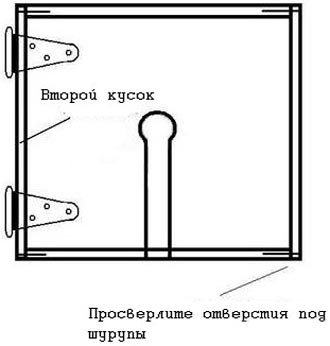 Второй кусок
Просверлите отверстия под
шурупы